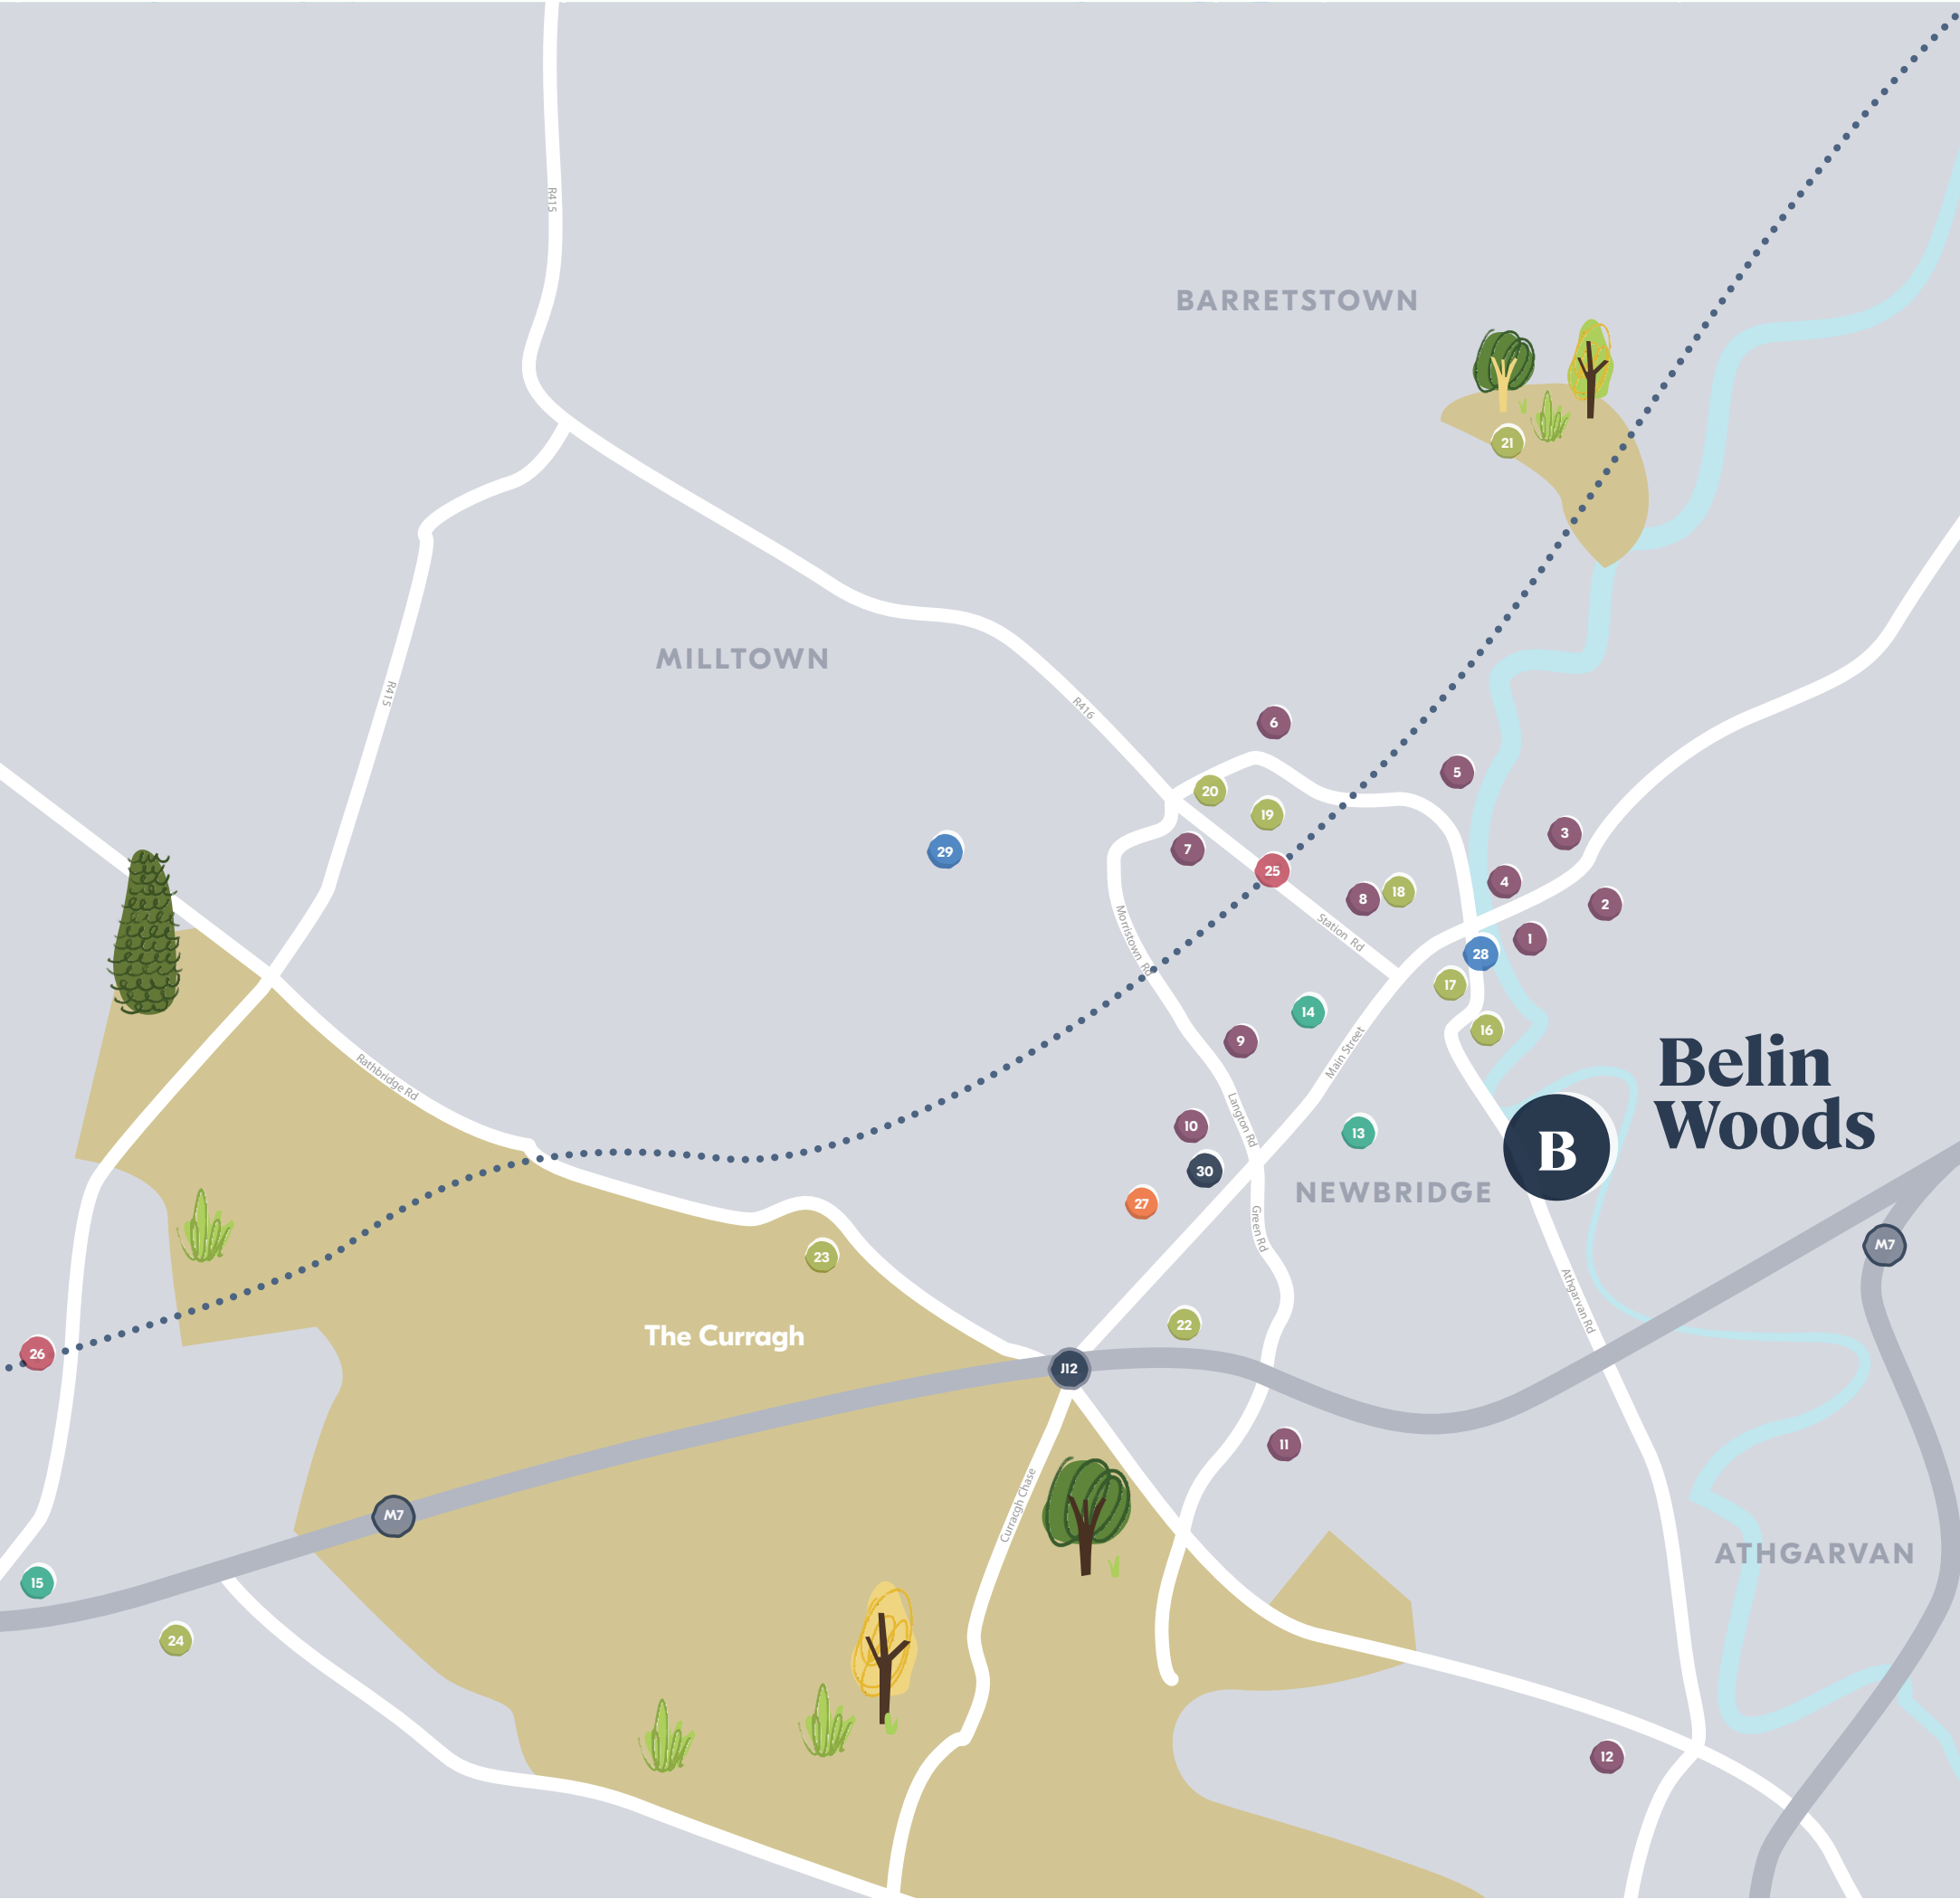 R415
BARRETSTOWN
21
MILLTOWN
R415
R416
6
5
20
19
3
7
29
25
4
8
18
2
Station Rd
1
Morristown Rd
28
17
14
16
9
Main Street
Belin
Woods
Rathbridge Rd
Langton Rd
10
13
B
30
NEWBRIDGE
27
Green Rd
M7
23
Athgarvan Rd
22
The Curragh
26
J12
11
Curragh Chase
M7
ATHGARVAN
15
24
12